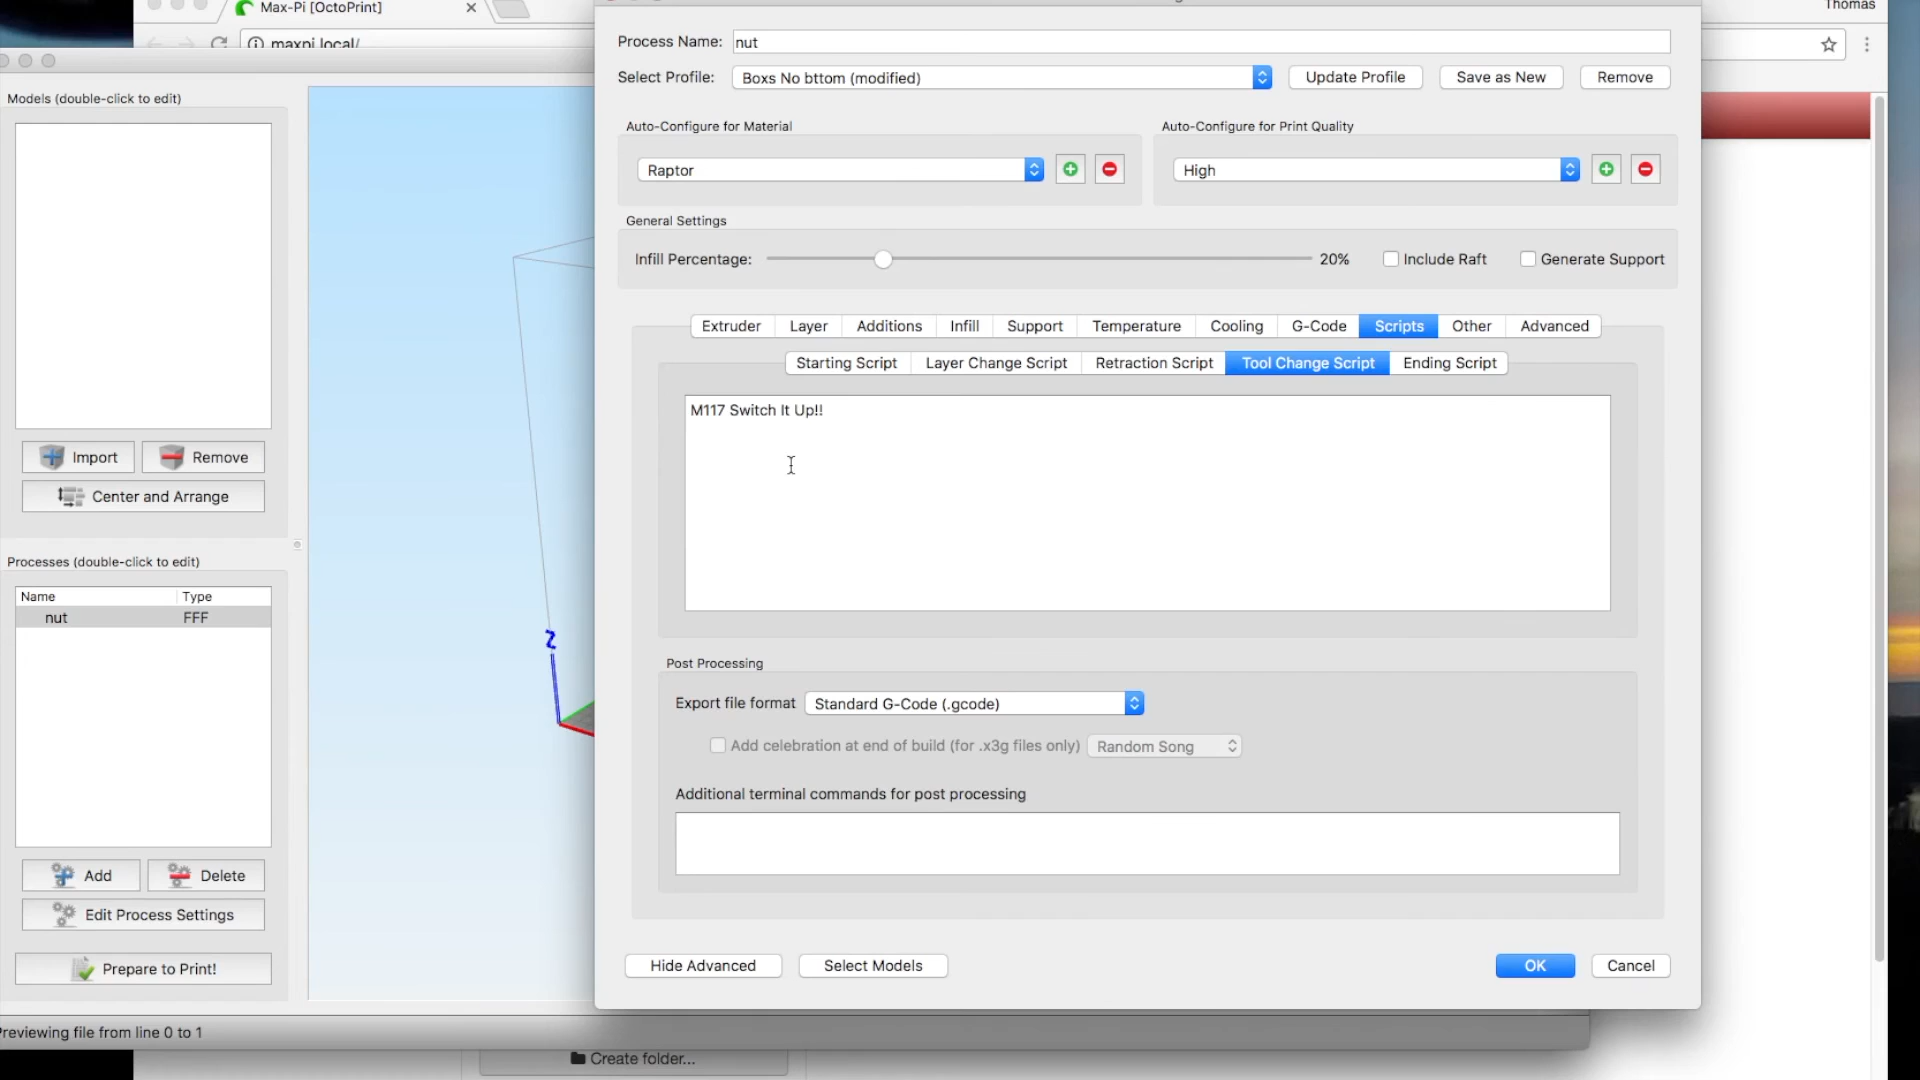 Max-Pi [OctoPrint]
Thomas
maxpi.local/
Process Name: nut
Select Profile: Boxs No bttom (modified) Update Profile Save as New Remove
Models (double-click to edit)
Auto-Configure for Material Auto-Configure for Print Quality
Raptor High
General Settings
Infill Percentage: 20% Include Raft Generate Support
Extruder Layer Additions Infill Support Temperature Cooling G-Code Scripts Other Advanced
Starting Script Layer Change Script Retraction Script Tool Change Script Ending Script
M117 Switch It Up!!
Import Remove
Center and Arrange
Processes (double-click to edit)
Name Type
nut FFF
Z
Post Processing
Export file format Standard G-Code (.gcode)
Add celebration at end of build (for .x3g files only) Random Song
Additional terminal commands for post processing
Add Delete
Edit Process Settings
Prepare to Print!
Hide Advanced Select Models OK Cancel
Previewing file from line 0 to 1
Create folder...